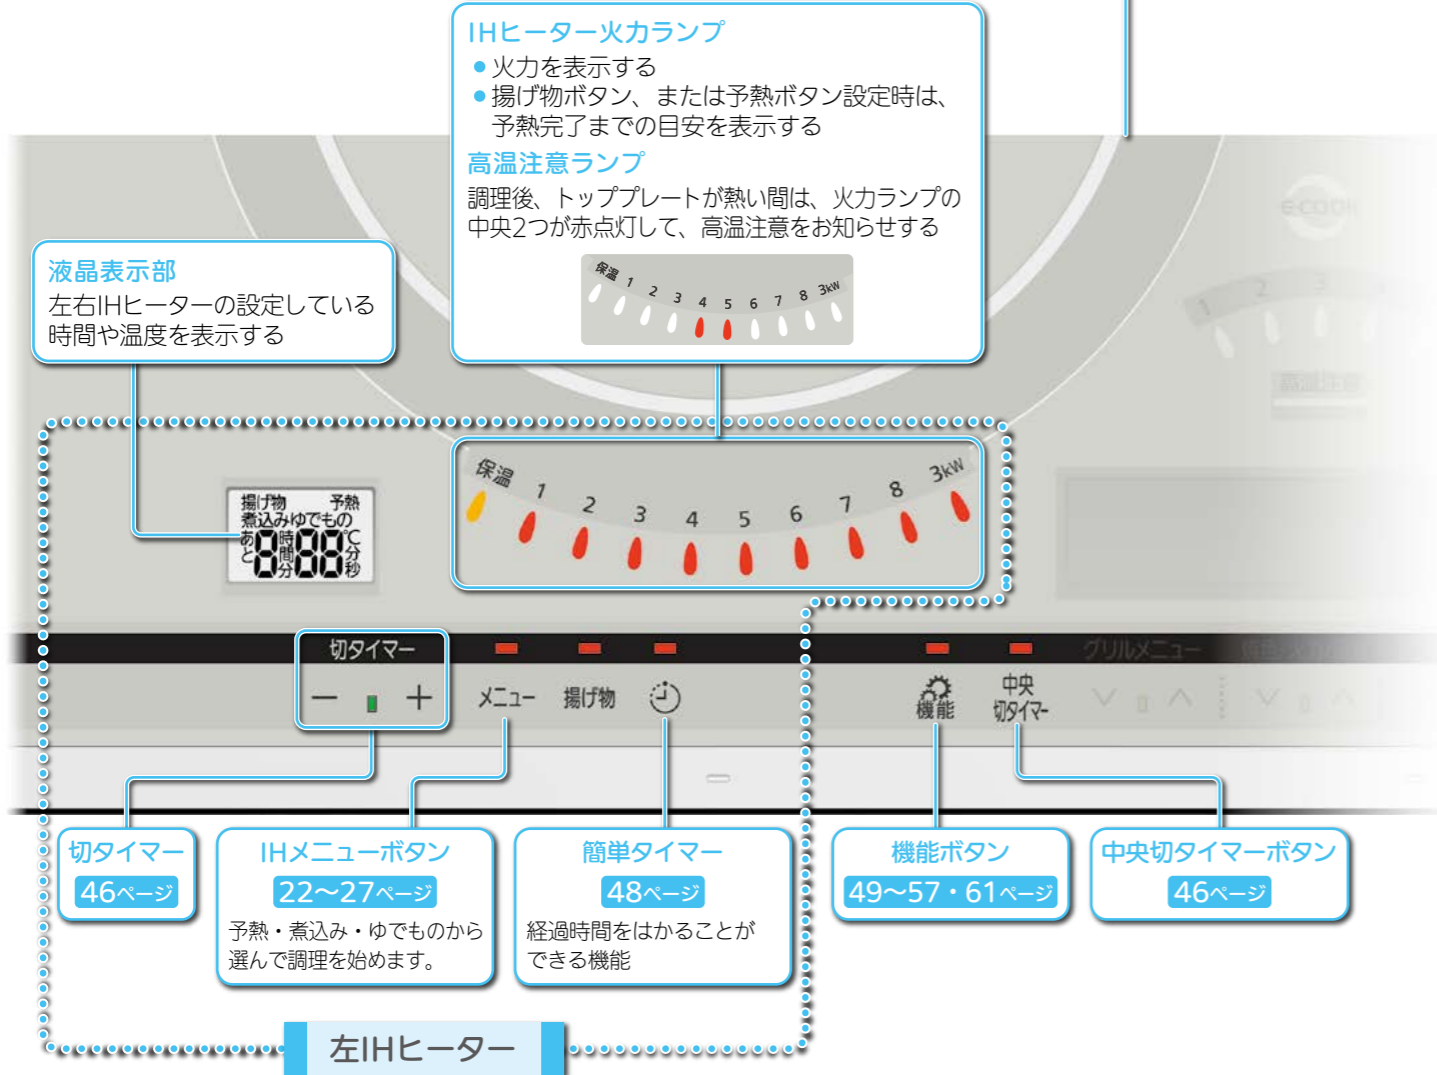 IHヒーター火力ランプ
●火力を表示する
●揚げ物ボタン、または予熱ボタン設定時は、
予熱完了までの目安を表示する
高温注意ランプ
調理後、トッププレートが熱い間は、火力ランプの
中央2つが赤点灯して、高温注意をお知らせする
保温 1 2 3 4 5 6 7 8 3kW
液晶表示部
左右IHヒーターの設定している
時間や温度を表示する
1 2 3
高温注意
揚げ物 予熱
煮込みゆでもの
あと8時間分88℃分秒
保温 1 2 3 4 5 6 7 8 3kW
切タイマー
グリルメニュー
− ＋ メニュー 揚げ物
機能
中央
切タイマー
切タイマー
46ページ
IHメニューボタン
22〜27ページ
予熱・煮込み・ゆでものから
選んで調理を始めます。
簡単タイマー
48ページ
経過時間をはかることが
できる機能
機能ボタン
49〜57・61ページ
中央切タイマーボタン
46ページ
左IHヒーター